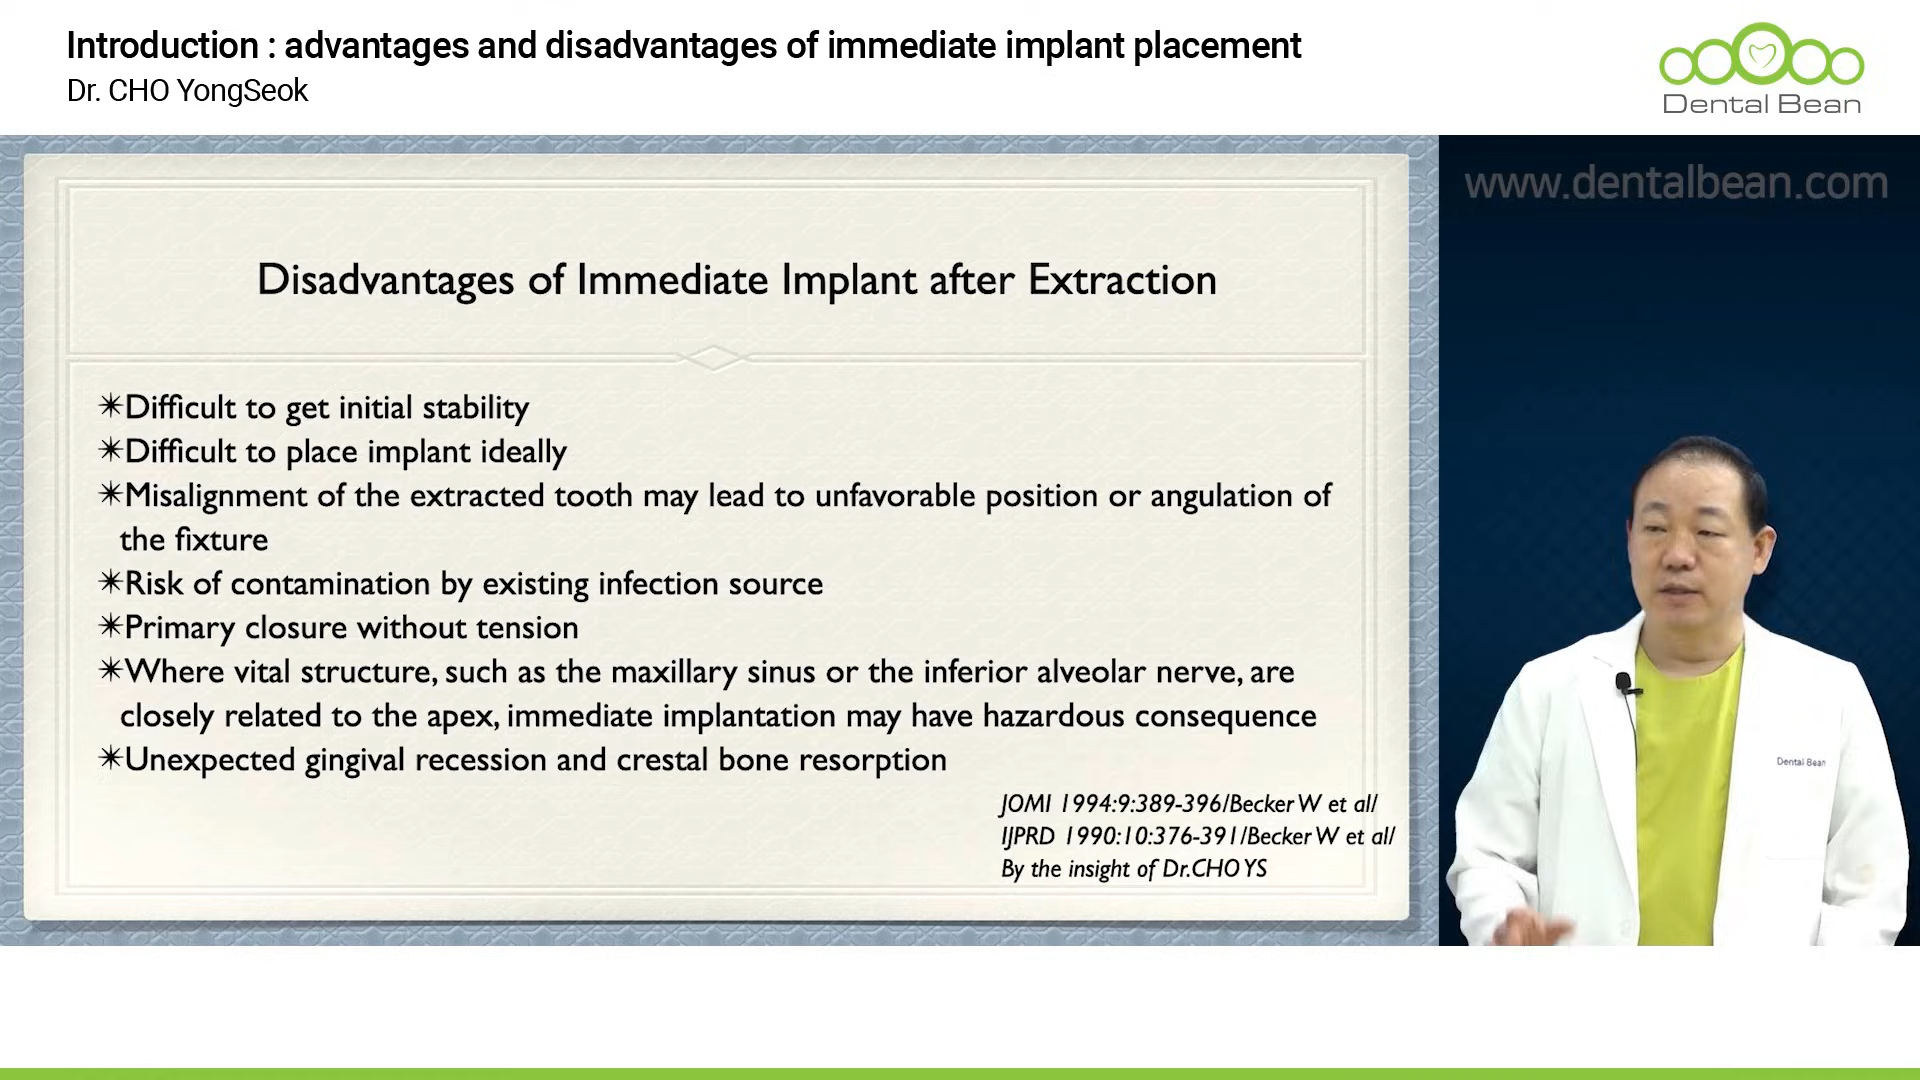 Introduction : advantages and disadvantages of immediate implant placement
Dr. CHO YongSeok
Dental Bean
www.dentalbean.com
Disadvantages of Immediate Implant after Extraction
✴Difficult to get initial stability
✴Difficult to place implant ideally
✴Misalignment of the extracted tooth may lead to unfavorable position or angulation of
the fixture
✴Risk of contamination by existing infection source
✴Primary closure without tension
✴Where vital structure, such as the maxillary sinus or the inferior alveolar nerve, are
closely related to the apex, immediate implantation may have hazardous consequence
✴Unexpected gingival recession and crestal bone resorption
JOMI 1994:9:389-396/Becker W et al/
IJPRD 1990:10:376-391/Becker W et al/
By the insight of Dr.CHO YS
Dental Bean